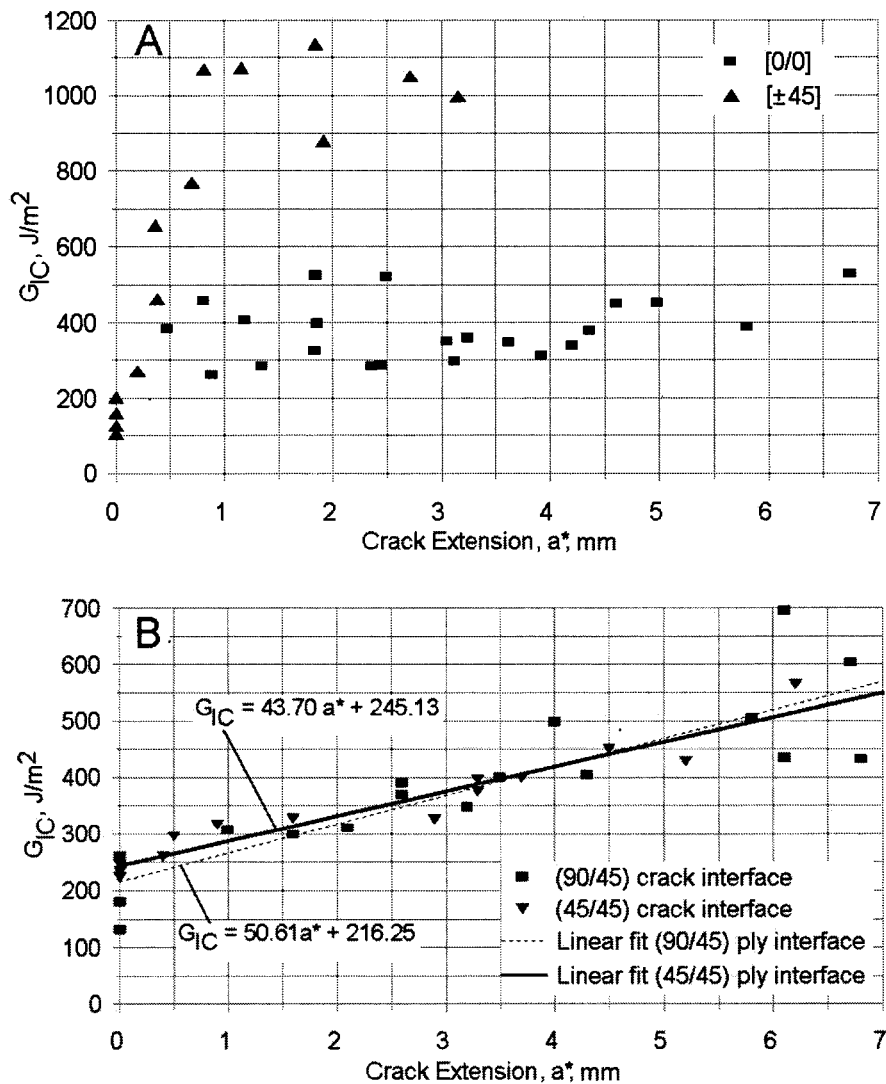 A
1200
1000
800
600
400
200
0
G_IC, J/m²
[0/0]
[±45]
0 1 2 3 4 5 6 7
Crack Extension, a*, mm
B
700
600
500
400
300
200
100
0
G_IC, J/m²
G_IC = 43.70 a* + 245.13
G_IC = 50.61a* + 216.25
(90/45) crack interface
(45/45) crack interface
Linear fit (90/45) ply interface
Linear fit (45/45) ply interface
0 1 2 3 4 5 6 7
Crack Extension, a*, mm